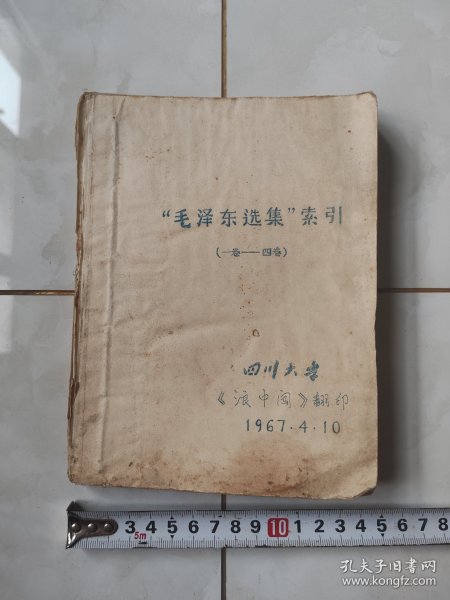 “毛泽东选集”索引
(一卷——四卷)
四川大学
《浪中闯》翻印
1967.4.10
3 4 5 6 7 8 9 10 1 2 3 4 5 6 7 8
5m
孔夫子旧书网
www.kongfz.com